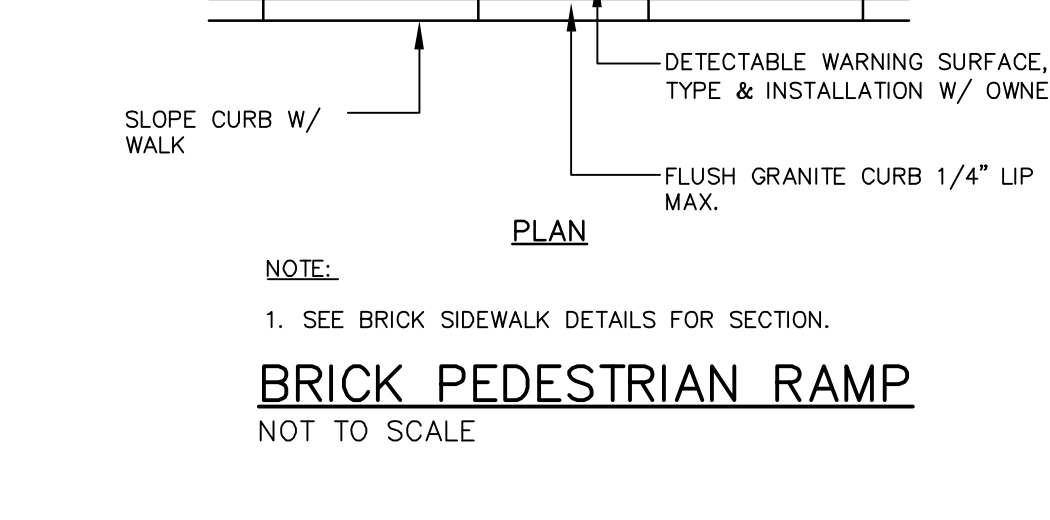 DETECTABLE WARNING SURFACE,
TYPE & INSTALLATION W/ OWNE
SLOPE CURB W/
WALK
FLUSH GRANITE CURB 1/4" LIP
MAX.
PLAN
NOTE:
1. SEE BRICK SIDEWALK DETAILS FOR SECTION.
BRICK PEDESTRIAN RAMP
NOT TO SCALE